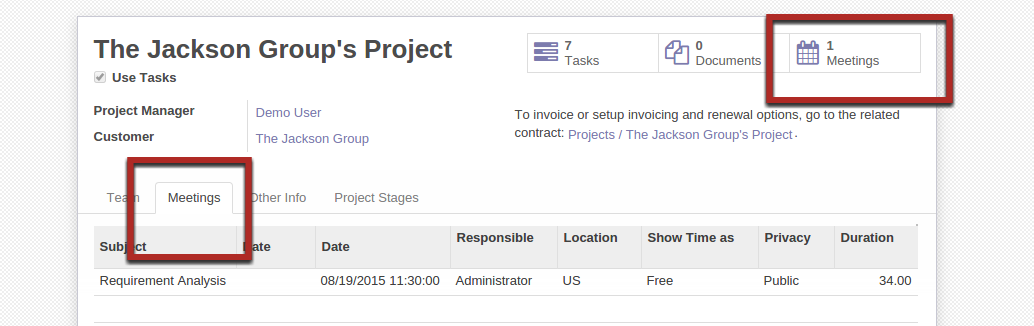 The Jackson Group's Project
Use Tasks
7
Tasks
0
Documents
1
Meetings
Project Manager
Demo User
Customer
The Jackson Group
To invoice or setup invoicing and renewal options, go to the related
contract: Projects / The Jackson Group's Project.
Team Meetings Other Info Project Stages
Subject Date Date Responsible Location Show Time as Privacy Duration
Requirement Analysis 08/19/2015 11:30:00 Administrator US Free Public 34.00